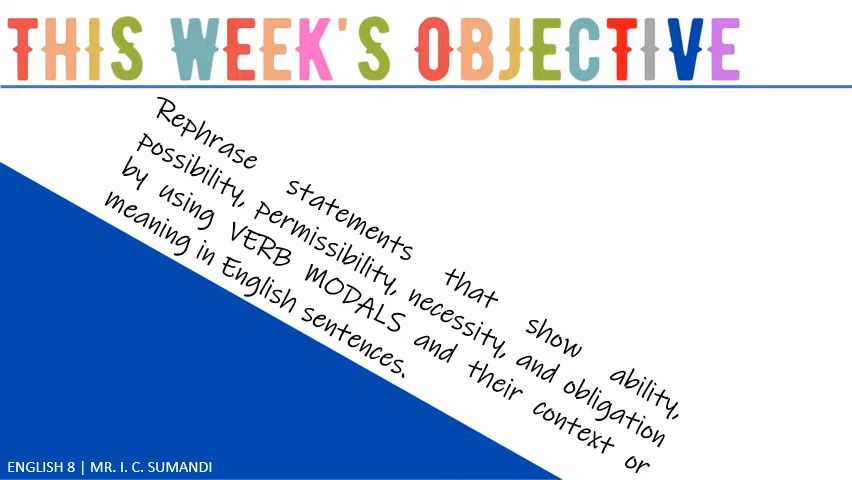 THIS WEEK'S OBJECTIVE
Rephrase statements that show ability,
possibility, permissibility, necessity, and obligation
by using VERB MODALS and their context or
meaning in English sentences.
ENGLISH 8 | MR. I. C. SUMANDI